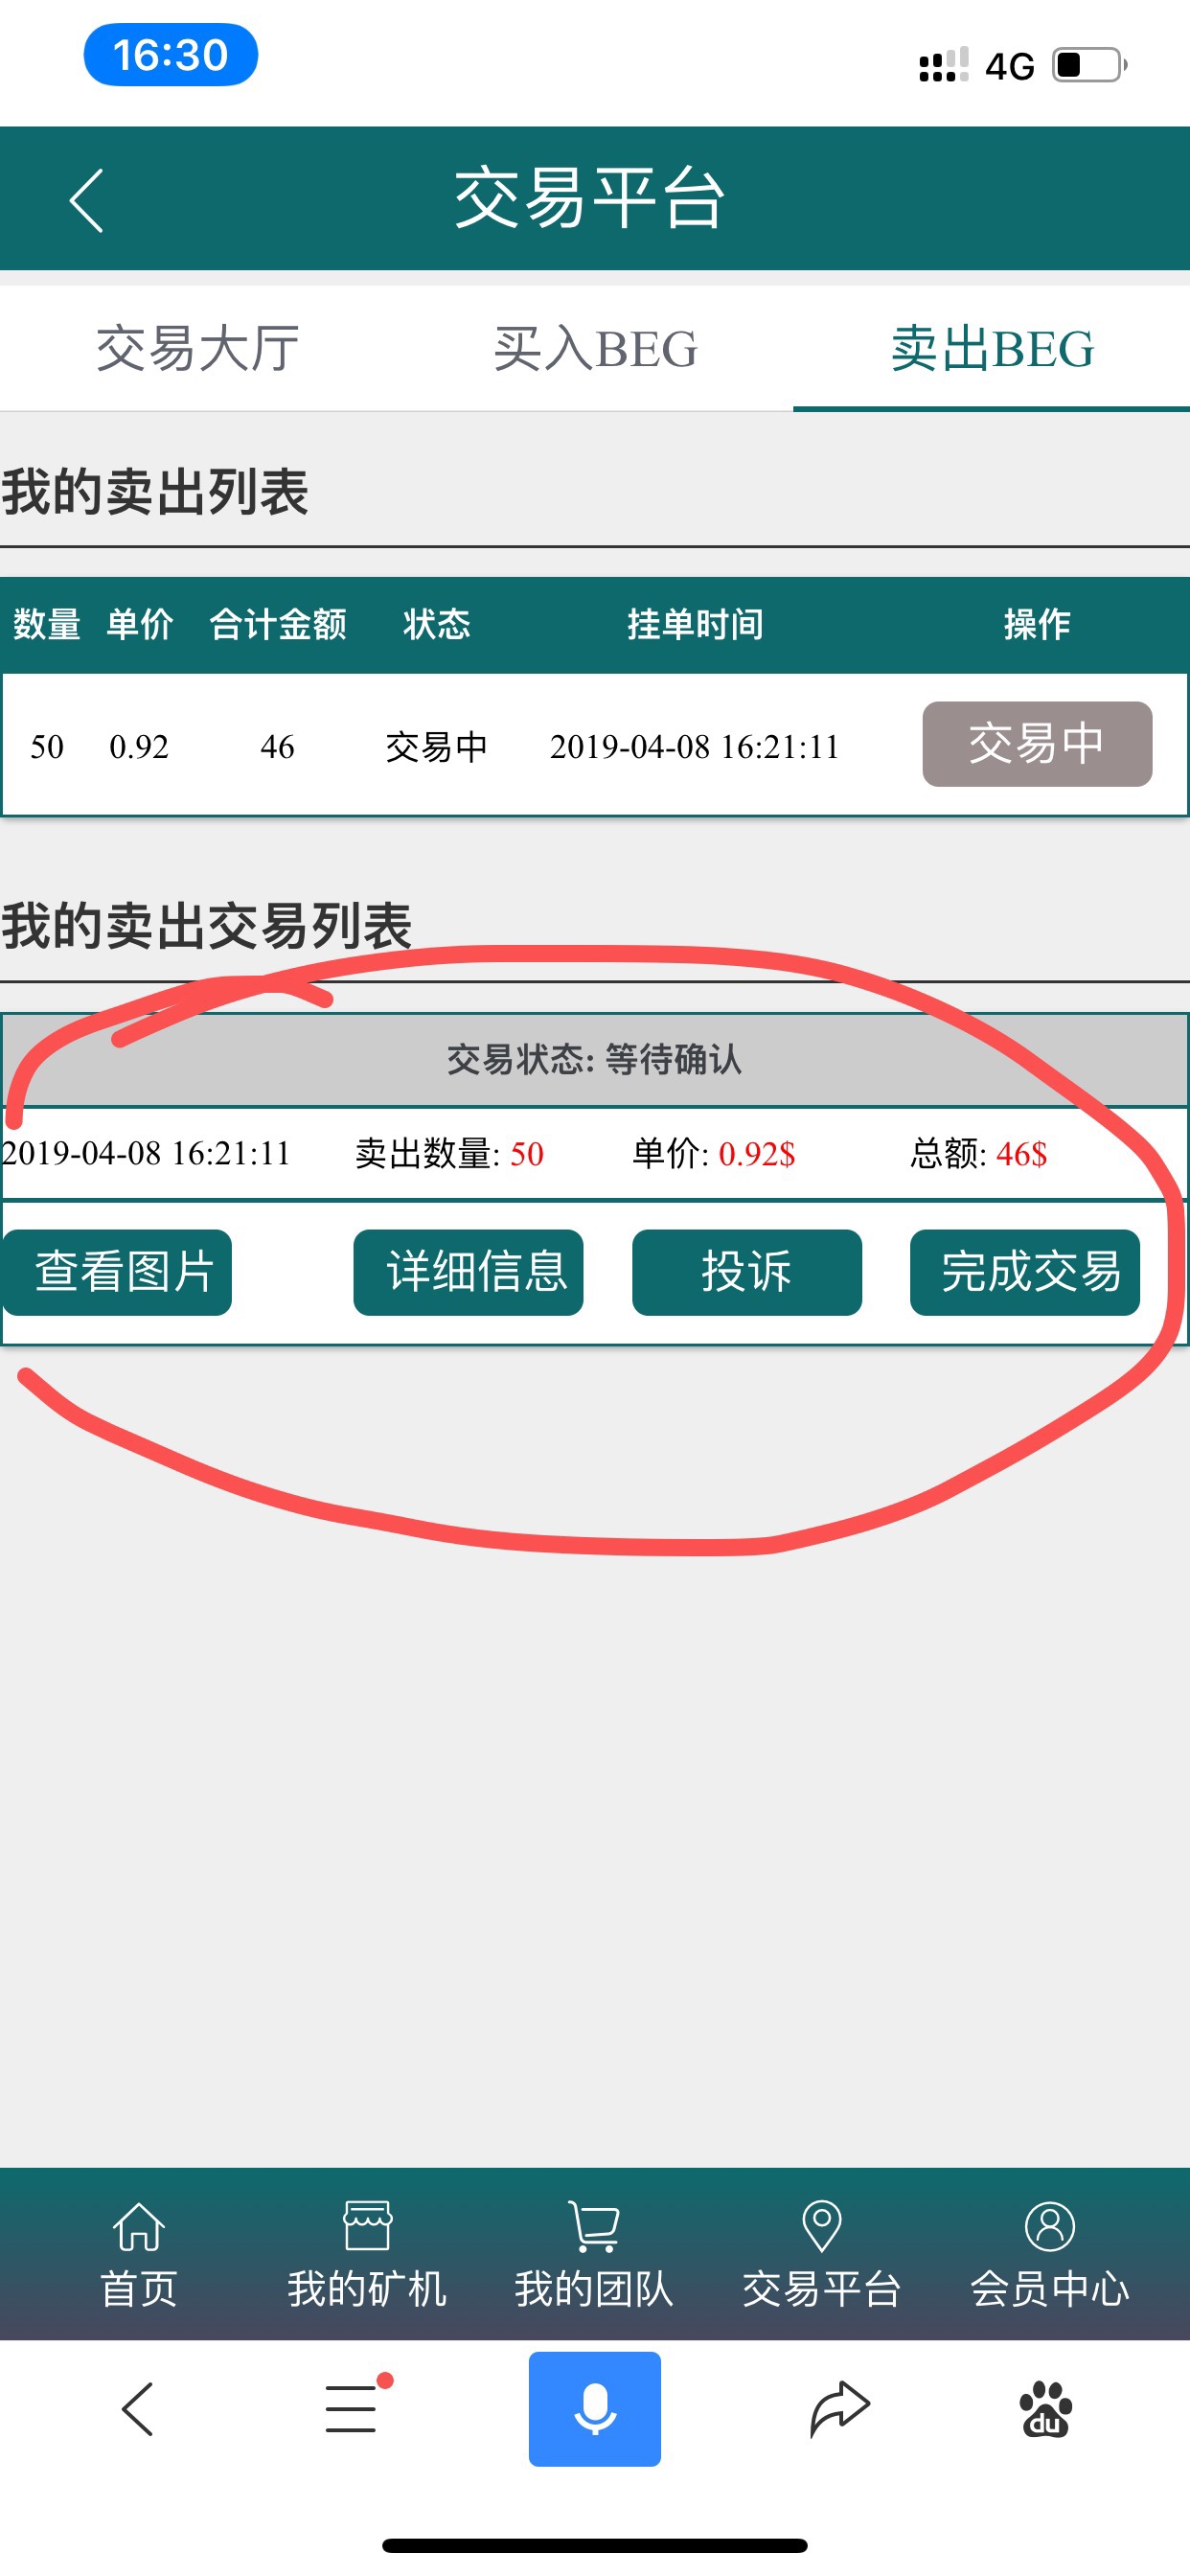 16:30 4G
交易平台
交易大厅 买入BEG 卖出BEG
我的卖出列表
数量 单价 合计金额 状态 挂单时间 操作
50 0.92 46 交易中 2019-04-08 16:21:11 交易中
我的卖出交易列表
交易状态: 等待确认
2019-04-08 16:21:11 卖出数量: 50 单价: 0.92$ 总额: 46$
查看图片 详细信息 投诉 完成交易
首页 我的矿机 我的团队 交易平台 会员中心
du